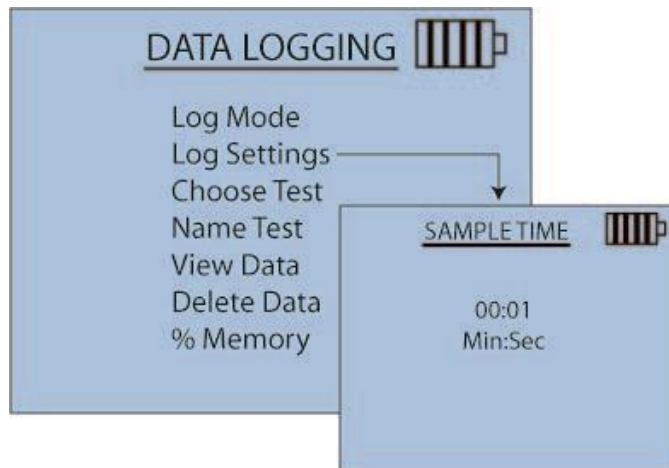 DATA LOGGING
Log Mode
Log Settings
Choose Test
Name Test
View Data
Delete Data
% Memory
SAMPLE TIME
00:01
Min:Sec